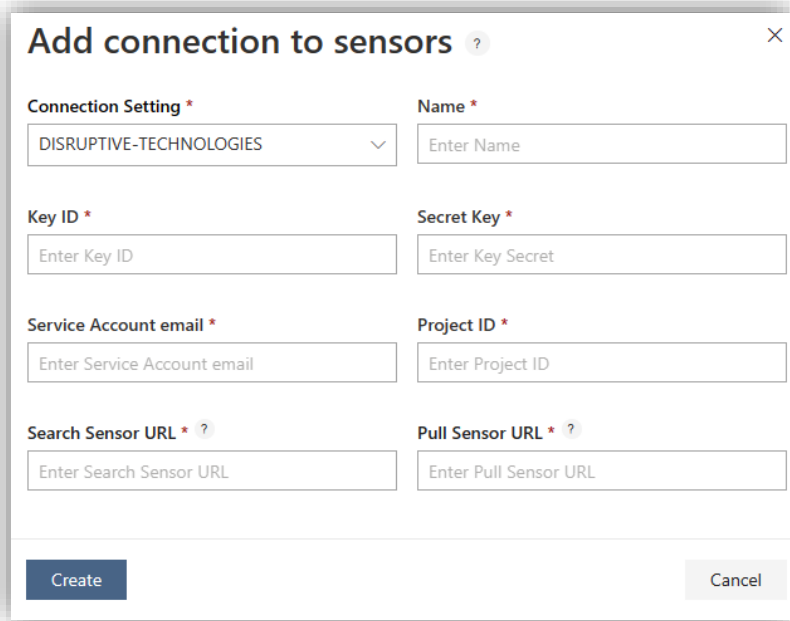 Add connection to sensors ?
Connection Setting * Name *
DISRUPTIVE-TECHNOLOGIES Enter Name
Key ID * Secret Key *
Enter Key ID Enter Key Secret
Service Account email * Project ID *
Enter Service Account email Enter Project ID
Search Sensor URL * ? Pull Sensor URL * ?
Enter Search Sensor URL Enter Pull Sensor URL
Create Cancel